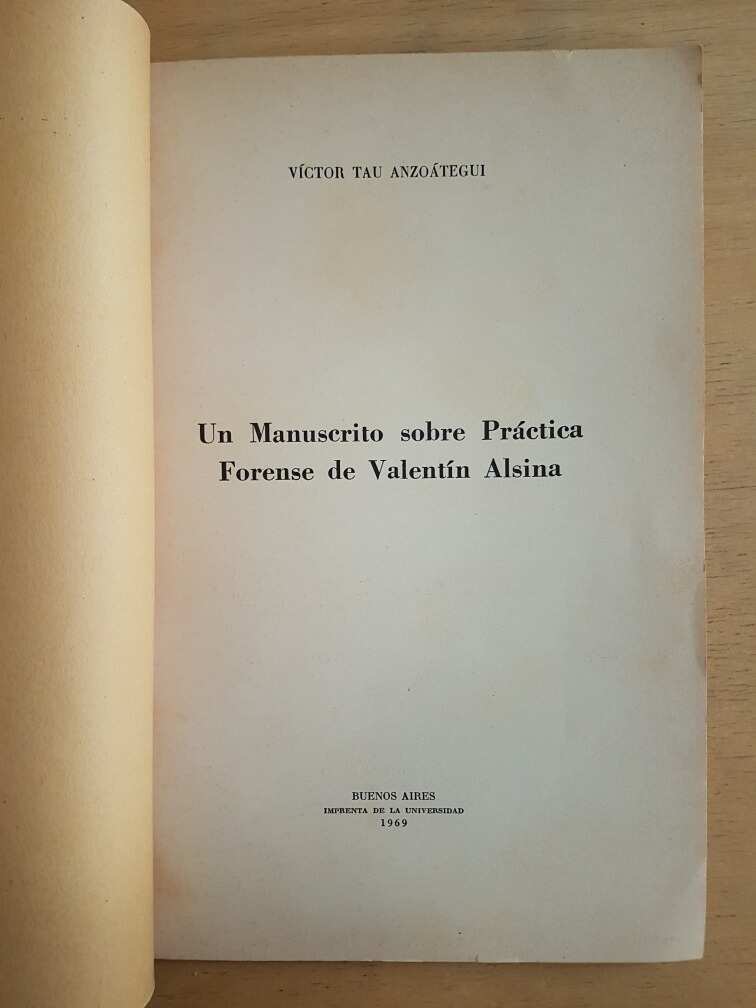 VÍCTOR TAU ANZOÁTEGUI
Un Manuscrito sobre Práctica
Forense de Valentín Alsina
BUENOS AIRES
IMPRENTA DE LA UNIVERSIDAD
1969